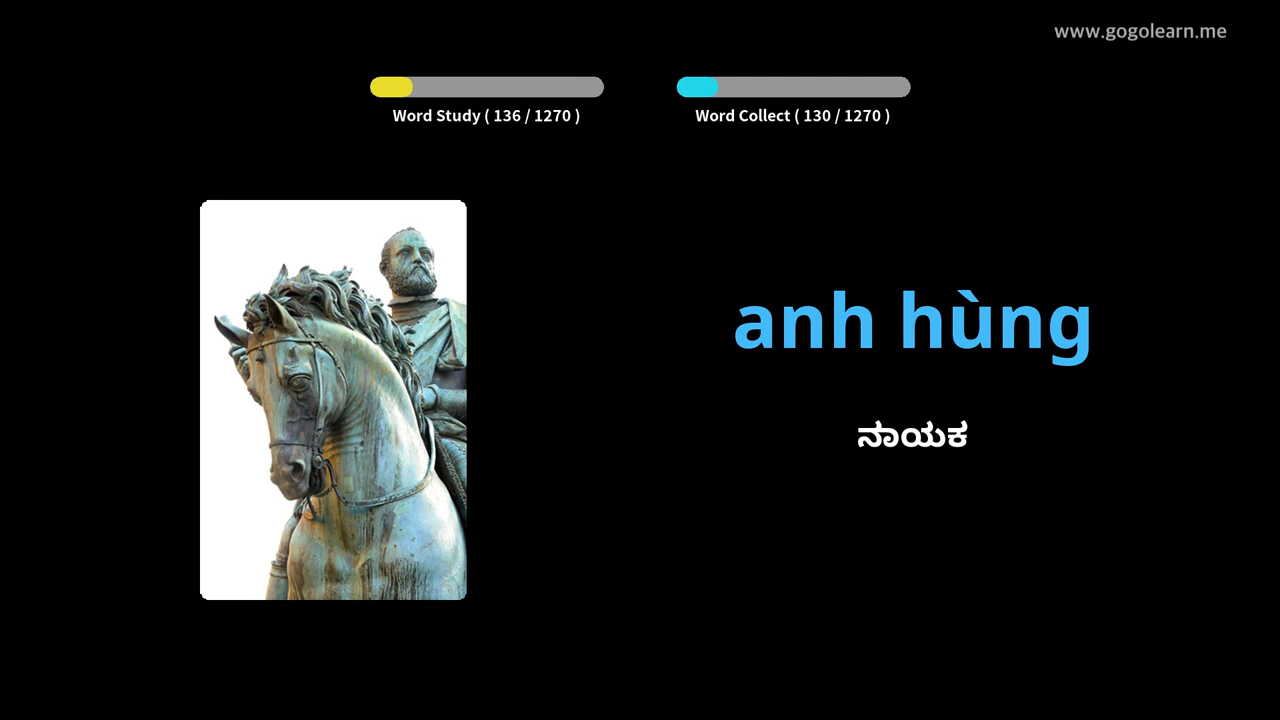 www.gogolearn.me
Word Study ( 136 / 1270 )
Word Collect ( 130 / 1270 )
anh hùng
ನಾಯಕ